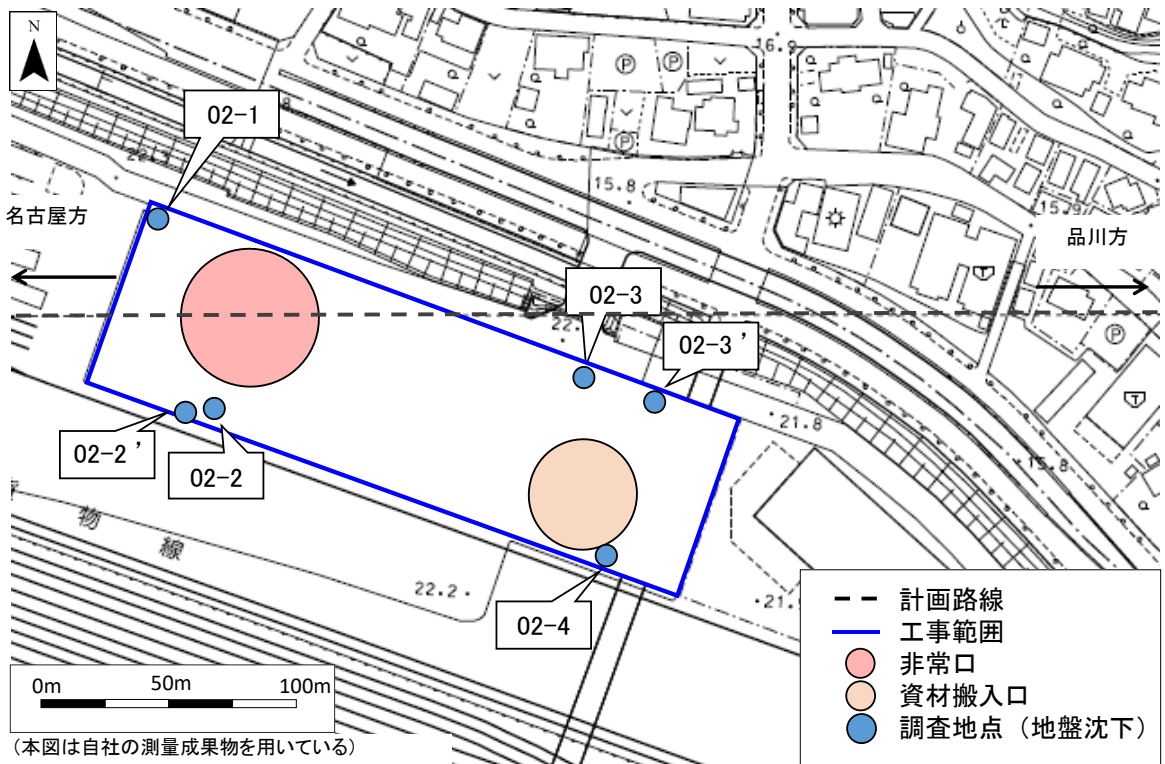 N
16.9
02-1
15.8
15.9
名古屋方
品川方
02-3
22.
02-3’
21.8
15.8
02-2’
02-2
物
線
22.2
21.9
02-4
0m 50m 100m
(本図は自社の測量成果物を用いている)
計画路線
工事範囲
非常口
資材搬入口
調査地点（地盤沈下）
P
P
P
P
T
T